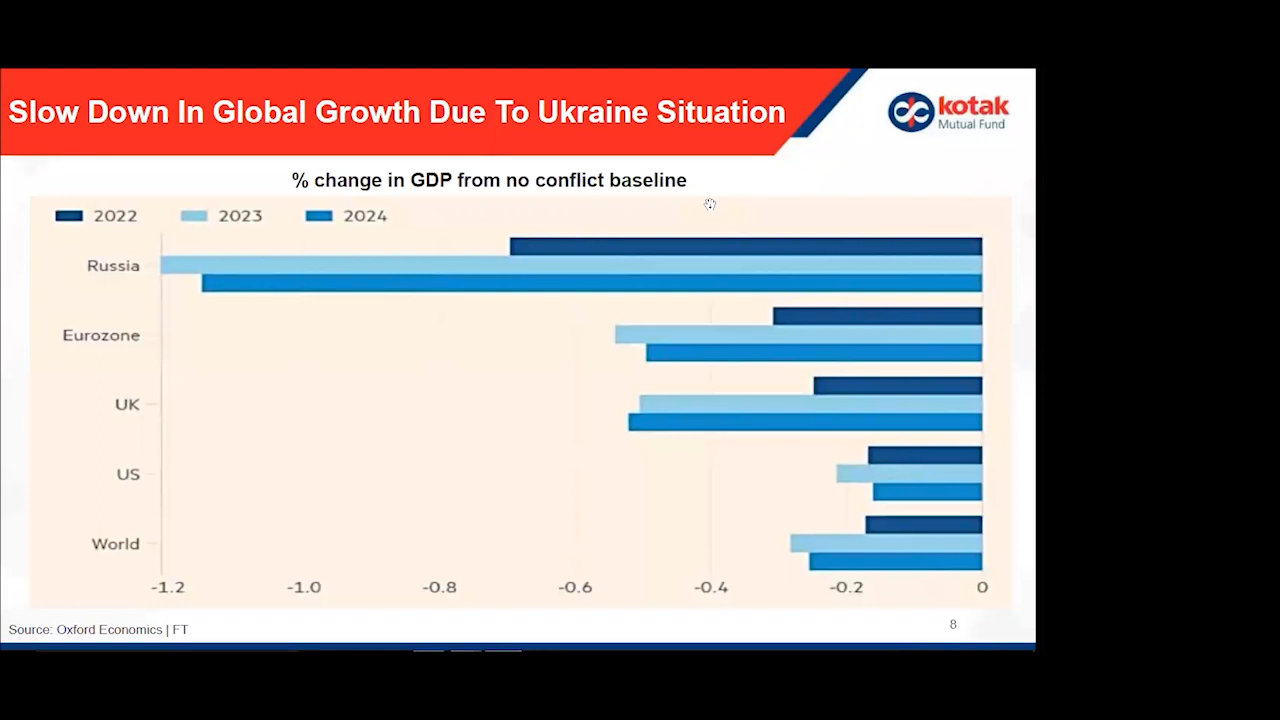 Slow Down In Global Growth Due To Ukraine Situation
kotak
Mutual Fund
% change in GDP from no conflict baseline
2022 2023 2024
Russia
Eurozone
UK
US
World
-1.2 -1.0 -0.8 -0.6 -0.4 -0.2 0
Source: Oxford Economics | FT
8